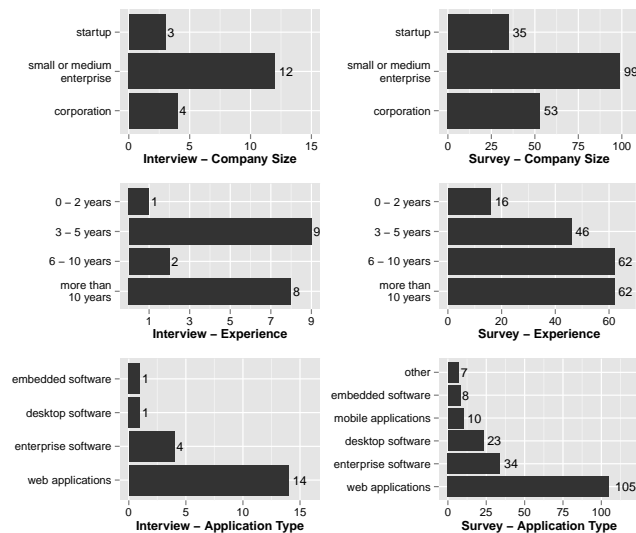 startup
3
small or medium
enterprise
12
corporation
4
0 5 10 15
Interview – Company Size
startup
35
small or medium
enterprise
99
corporation
53
0 25 50 75 100
Survey – Company Size
0 – 2 years
1
3 – 5 years
9
6 – 10 years
2
more than
10 years
8
1 3 5 7 9
Interview – Experience
0 – 2 years
16
3 – 5 years
46
6 – 10 years
62
more than
10 years
62
0 20 40 60
Survey – Experience
embedded software
1
desktop software
1
enterprise software
4
web applications
14
0 5 10 15
Interview – Application Type
other
7
embedded software
8
mobile applications
10
desktop software
23
enterprise software
34
web applications
105
0 25 50 75 100
Survey – Application Type